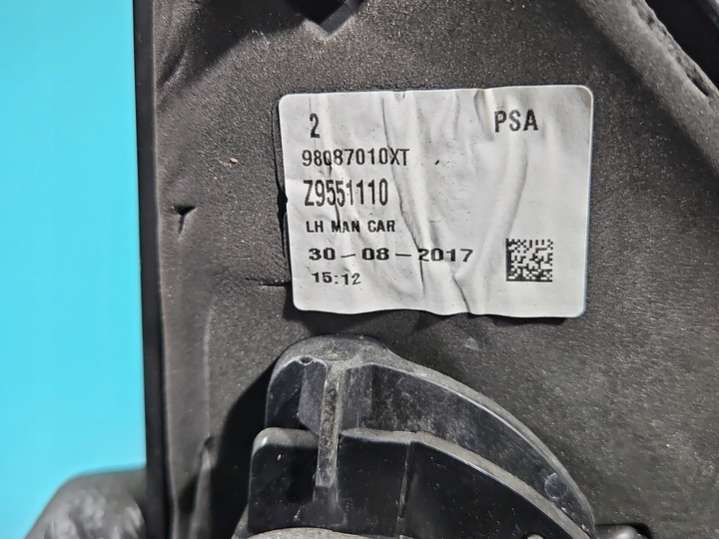 2 PSA
98087010XT
Z9551110
LH MAN CAR
30-08-2017
15:12